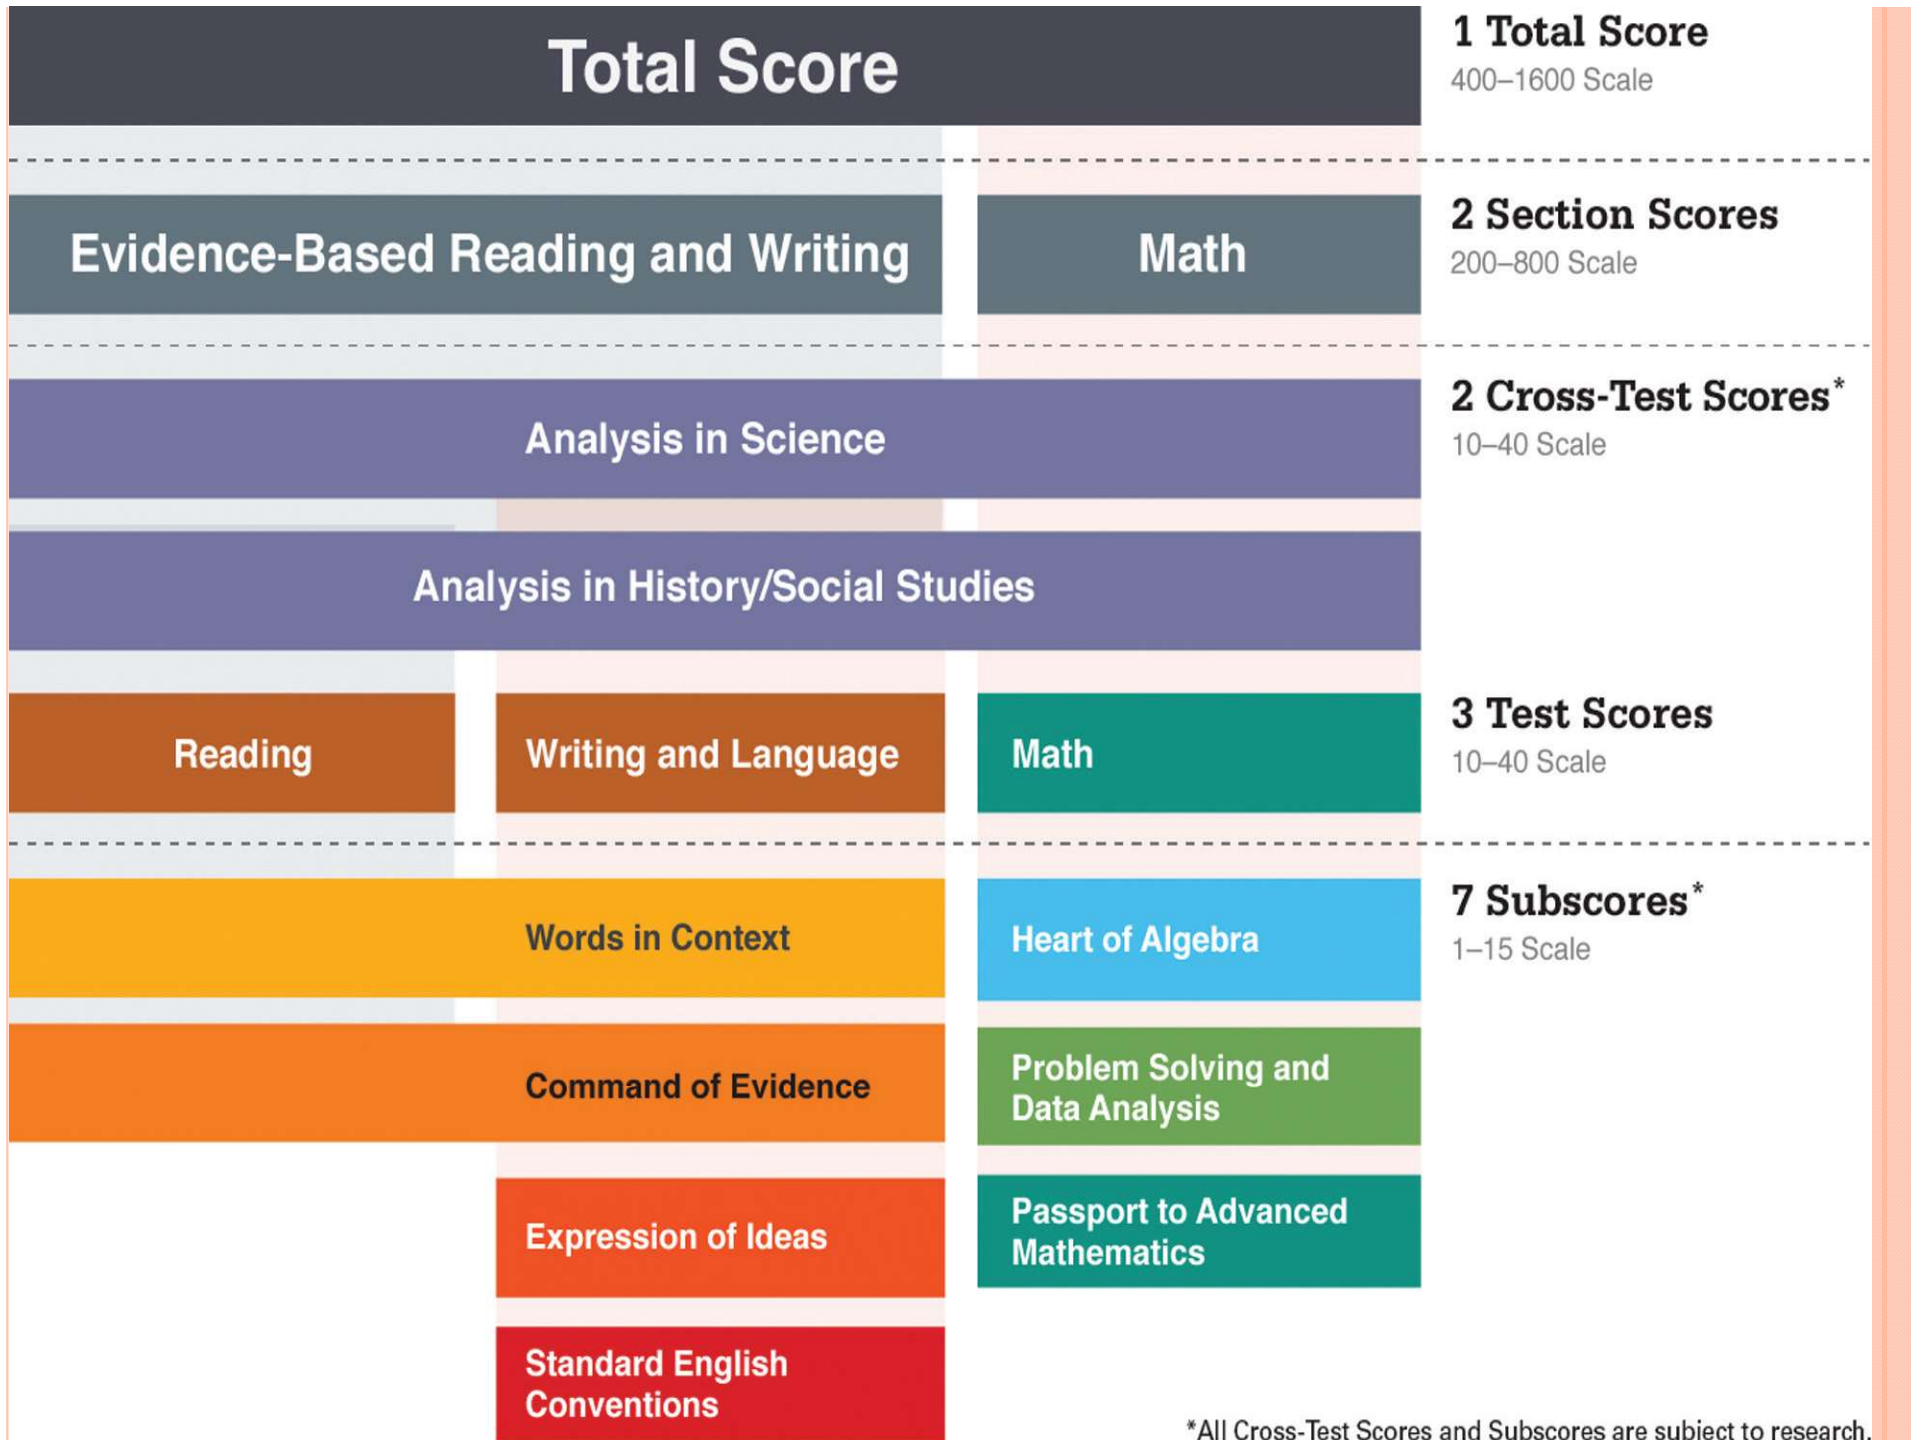 Total Score
1 Total Score
400–1600 Scale
Evidence-Based Reading and Writing
Math
2 Section Scores
200–800 Scale
Analysis in Science
2 Cross-Test Scores*
10–40 Scale
Analysis in History/Social Studies
Reading
Writing and Language
Math
3 Test Scores
10–40 Scale
Words in Context
Heart of Algebra
7 Subscores*
1–15 Scale
Command of Evidence
Problem Solving and
Data Analysis
Expression of Ideas
Passport to Advanced
Mathematics
Standard English
Conventions
*All Cross-Test Scores and Subscores are subject to research.